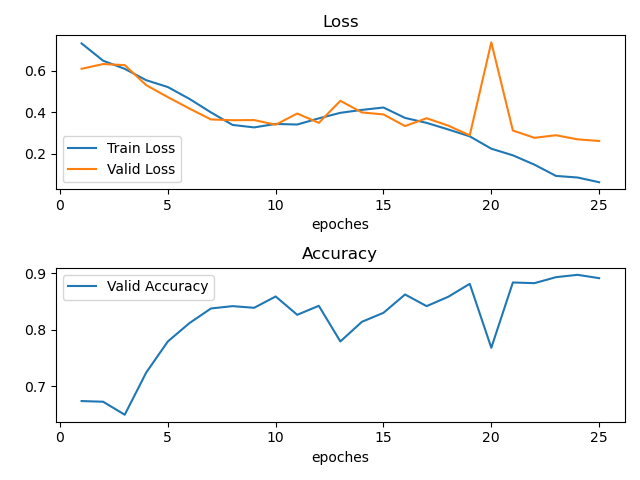 Loss
0.6
0.4
0.2
Train Loss
Valid Loss
0 5 10 15 20 25
epoches
Accuracy
0.9
0.8
0.7
Valid Accuracy
0 5 10 15 20 25
epoches